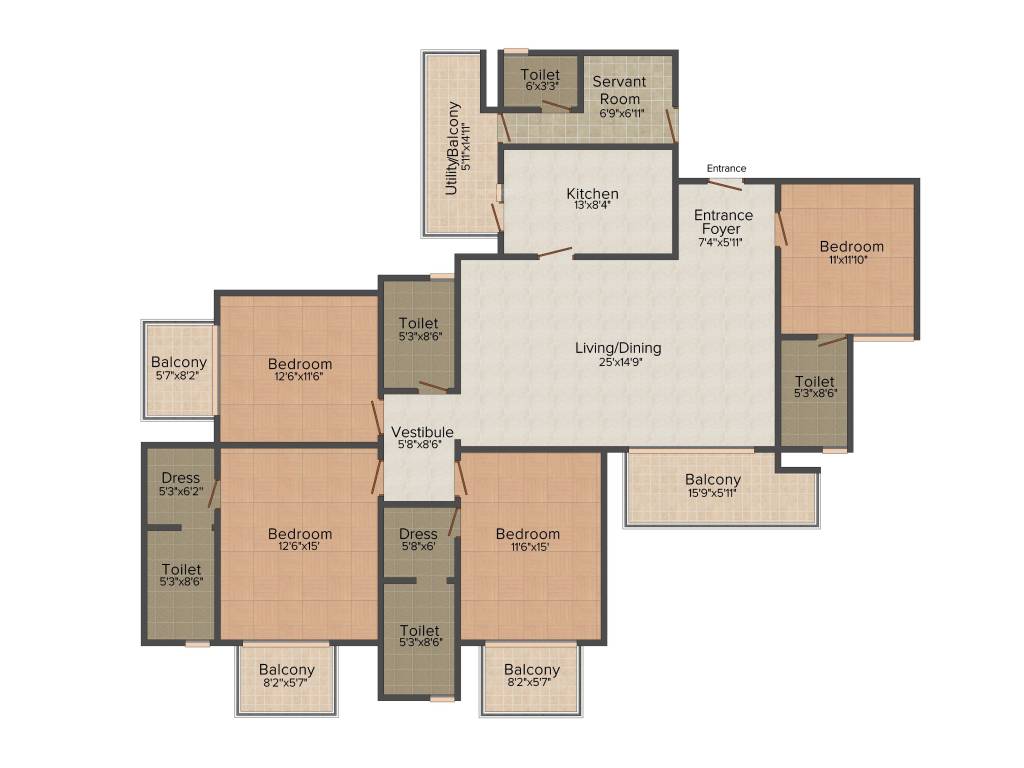 Toilet
6'x3'3"
Servant
Room
6'9"x6'11"
Utility/Balcony
5'11"x14'11"
Kitchen
13'x8'4"
Entrance
Entrance
Foyer
7'4"x5'11"
Bedroom
11'x11'10"
Toilet
5'3"x8'6"
Living/Dining
25'x14'9"
Balcony
5'7"x8'2"
Bedroom
12'6"x11'6"
Toilet
5'3"x8'6"
Vestibule
5'8"x8'6"
Dress
5'3"x6'2"
Balcony
15'9"x5'11"
Bedroom
12'6"x15'
Dress
5'8"x6'
Bedroom
11'6"x15'
Toilet
5'3"x8'6"
Toilet
5'3"x8'6"
Balcony
8'2"x5'7"
Balcony
8'2"x5'7"